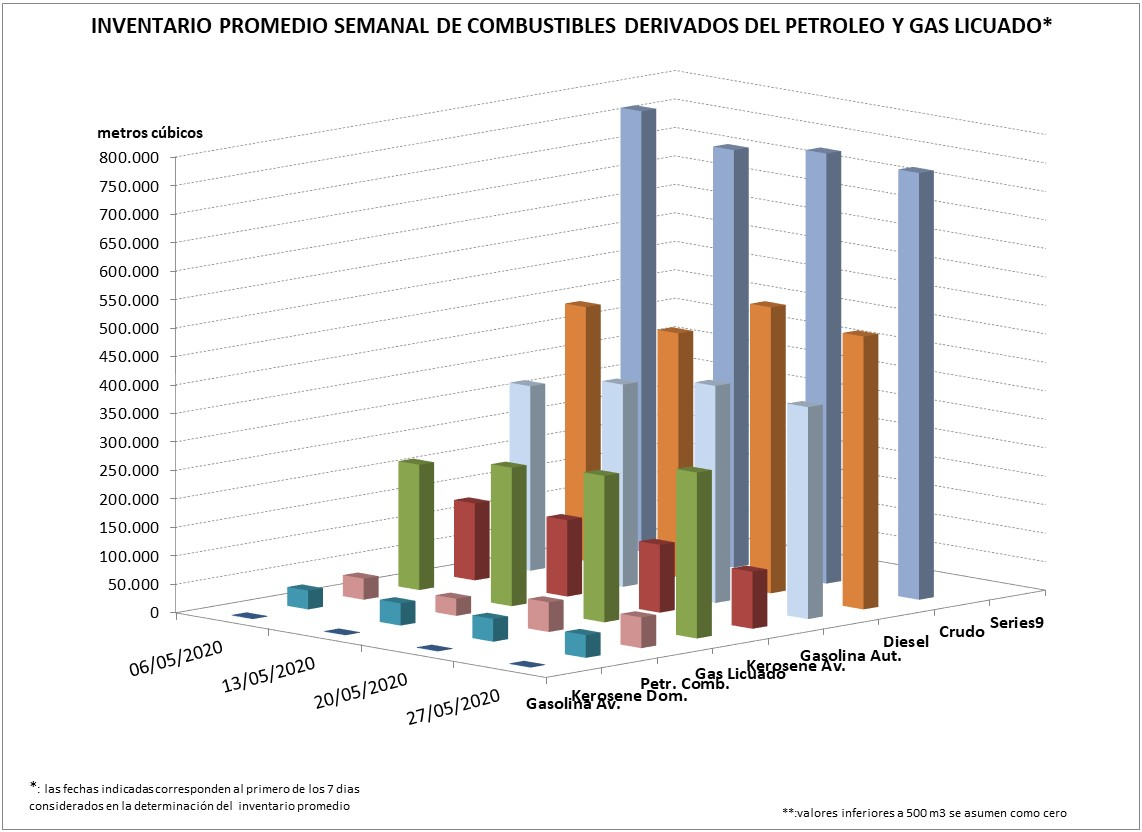 INVENTARIO PROMEDIO SEMANAL DE COMBUSTIBLES DERIVADOS DEL PETROLEO Y GAS LICUADO*
metros cúbicos
800.000
750.000
700.000
650.000
600.000
550.000
500.000
450.000
400.000
350.000
300.000
250.000
200.000
150.000
100.000
50.000
0
06/05/2020
13/05/2020
20/05/2020
27/05/2020
Gasolina Av.
Kerosene Dom.
Petr. Comb.
Gas Licuado
Kerosene Av.
Gasolina Aut.
Diesel
Crudo
Series9
*: las fechas indicadas corresponden al primero de los 7 dias
considerados en la determinación del inventario promedio
**:valores inferiores a 500 m3 se asumen como cero